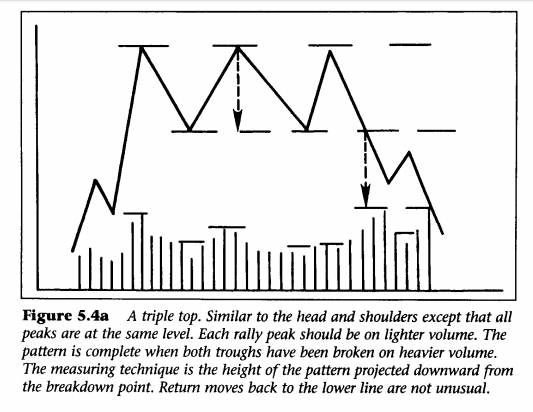 Figure 5.4a A triple top. Similar to the head and shoulders except that all
peaks are at the same level. Each rally peak should be on lighter volume. The
pattern is complete when both troughs have been broken on heavier volume.
The measuring technique is the height of the pattern projected downward from
the breakdown point. Return moves back to the lower line are not unusual.